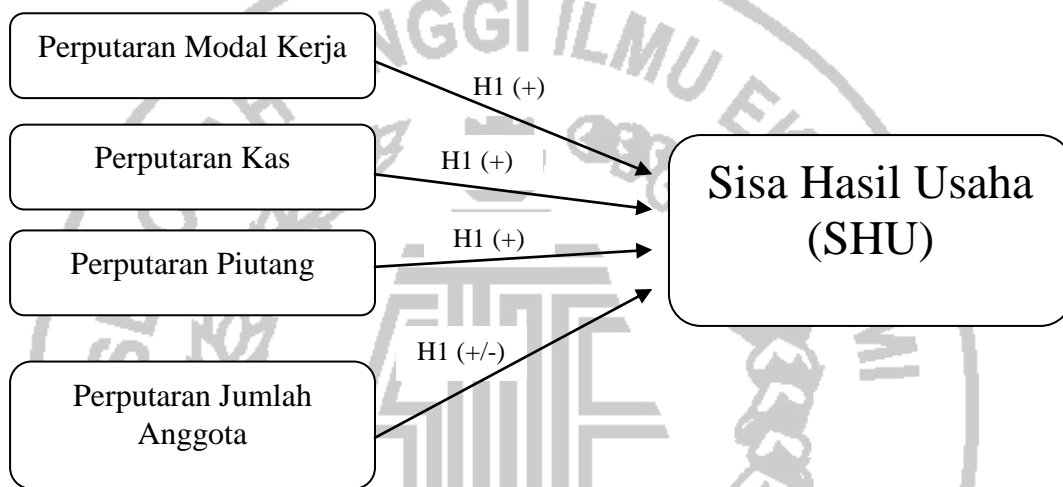 Perputaran Modal Kerja
H1 (+)
Perputaran Kas
H1 (+)
Perputaran Piutang
H1 (+)
Perputaran Jumlah
Anggota
H1 (+/-)
Sisa Hasil Usaha
(SHU)